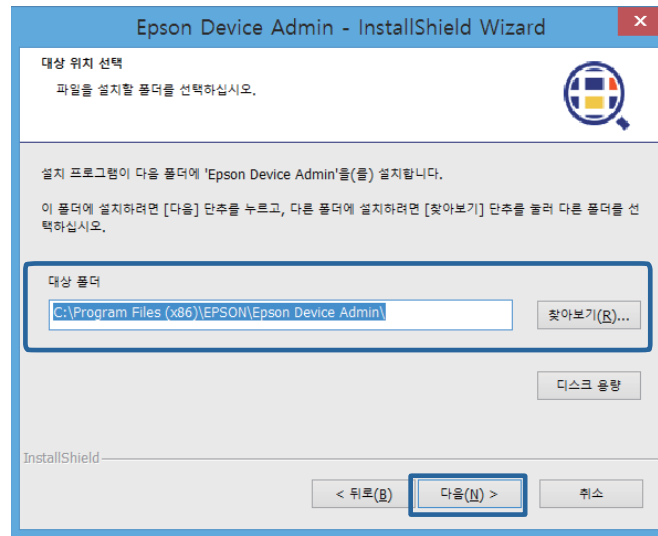 Epson Device Admin - InstallShield Wizard
x
대상 위치 선택
파일을 설치할 폴더를 선택하십시오.
설치 프로그램이 다음 폴더에 'Epson Device Admin'을(를) 설치합니다.
이 폴더에 설치하려면 [다음] 단추를 누르고, 다른 폴더에 설치하려면 [찾아보기] 단추를 눌러 다른 폴더를 선
택하십시오.
대상 폴더
C:\Program Files (x86)\EPSON\Epson Device Admin\
찾아보기(R)...
디스크 용량
InstallShield
< 뒤로(B)
다음(N) >
취소